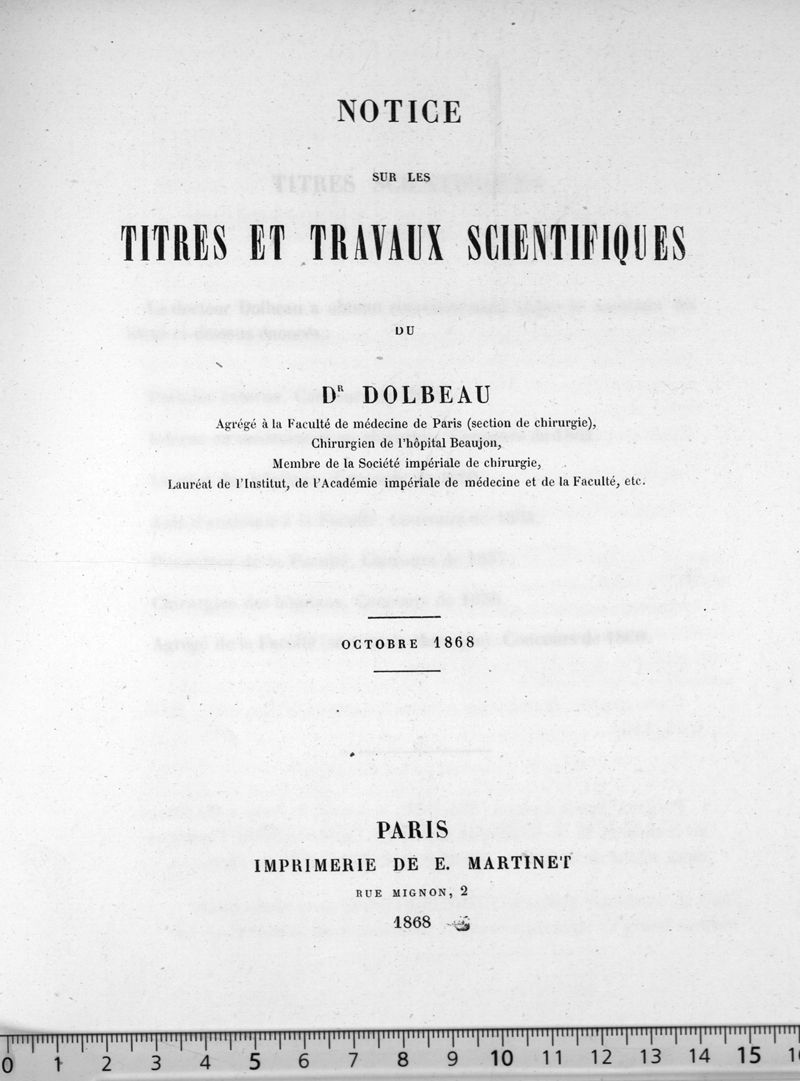 NOTICE
SUR LES
TITRES ET TRAVAUX SCIENTIFIQUES
DU
DR DOLBEAU
Agrégé à la Faculté de médecine de Paris (section de chirurgie),
Chirurgien de l'hôpital Beaujon,
Membre de la Société impériale de chirurgie,
Lauréat de l'Institut, de l'Académie impériale de médecine et de la Faculté, etc.
OCTOBRE 1868
PARIS
IMPRIMERIE DE E. MARTINET
RUE MIGNON, 2
1868
0 1 2 3 4 5 6 7 8 9 10 11 12 13 14 15